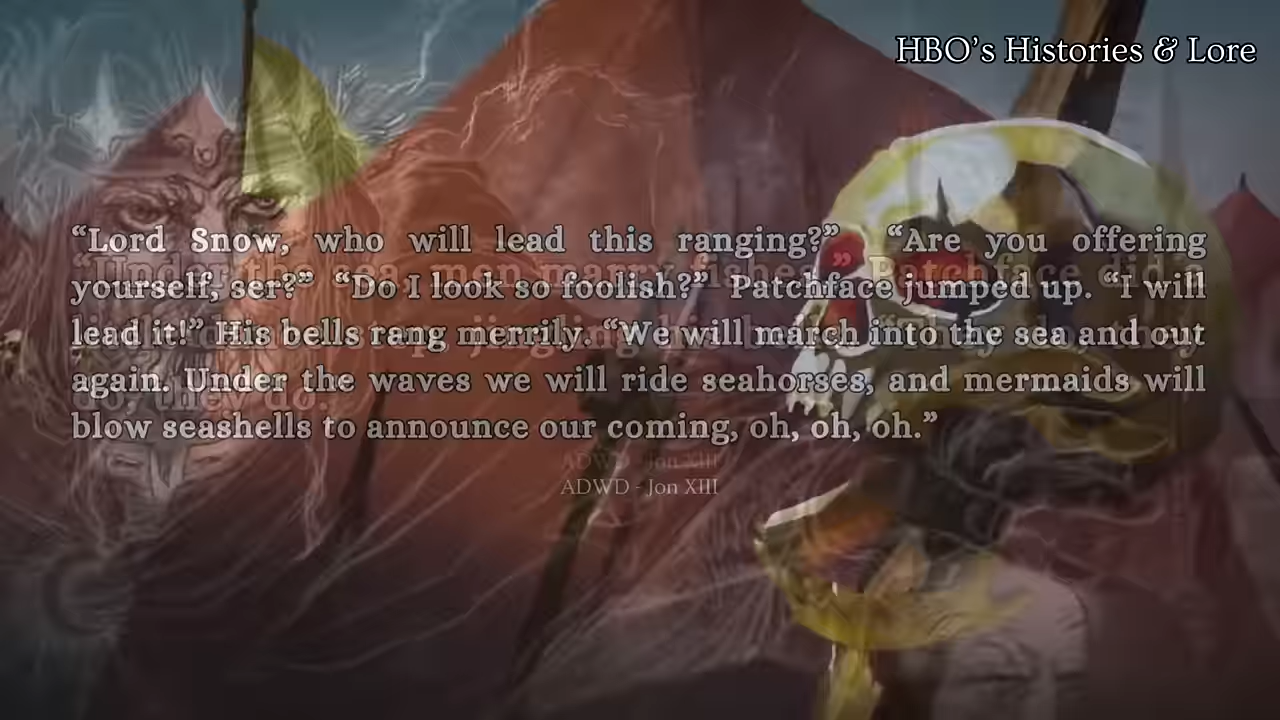 HBO's Histories & Lore
“Lord Snow, who will lead this ranging?” “Are you offering
yourself, ser?” “Do I look so foolish?” Patchface jumped up. “I will
lead it!” His bells rang merrily. “We will march into the sea and out
again. Under the waves we will ride seahorses, and mermaids will
blow seashells to announce our coming, oh, oh, oh.”
ADWD - Jon XIII
ADWD - Jon XIII